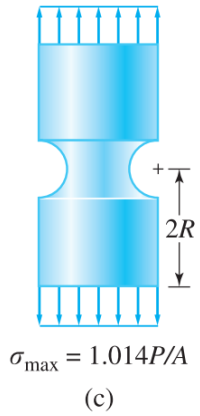 +
2R
σmax = 1.014P/A
(c)